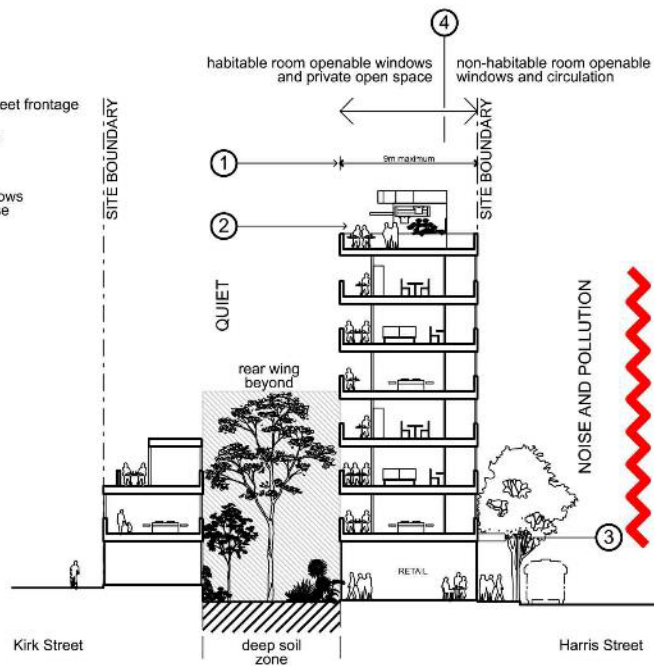 4
habitable room openable windows
and private open space
non-habitable room openable
windows and circulation
eet frontage
SITE BOUNDARY
SITE BOUNDARY
1
9m maximum
ows
se
2
QUIET
NOISE AND POLLUTION
rear wing
beyond
3
RETAIL
Kirk Street
deep soil
zone
Harris Street